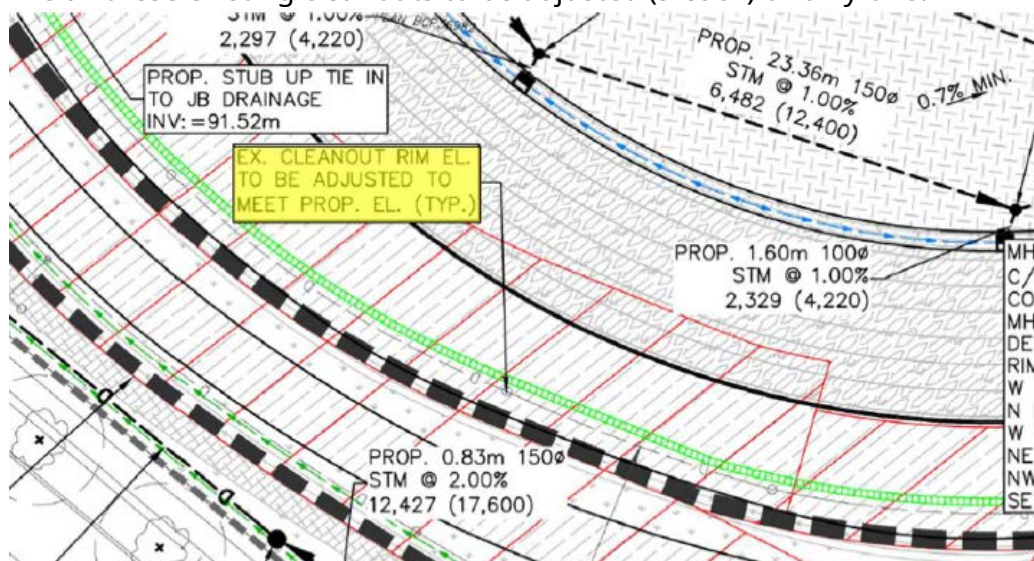 STM @ 1.00%
2,297 (4,220)
PROP. STUB UP TIE IN
TO JB DRAINAGE
INV:=91.52m
EX. CLEANOUT RIM EL.
TO BE ADJUSTED TO
MEET PROP. EL. (TYP.)
PROP. 23.36m 150ø
STM @ 1.00%
6,482 (12,400)
0.7% MIN.
PROP. 1.60m 100ø
STM @ 1.00%
2,329 (4,220)
PROP. 0.83m 150ø
STM @ 2.00%
12,427 (17,600)
D
D
MH
C/
CO
MH
DE
RIM
W
N
W
NE
NW
SE